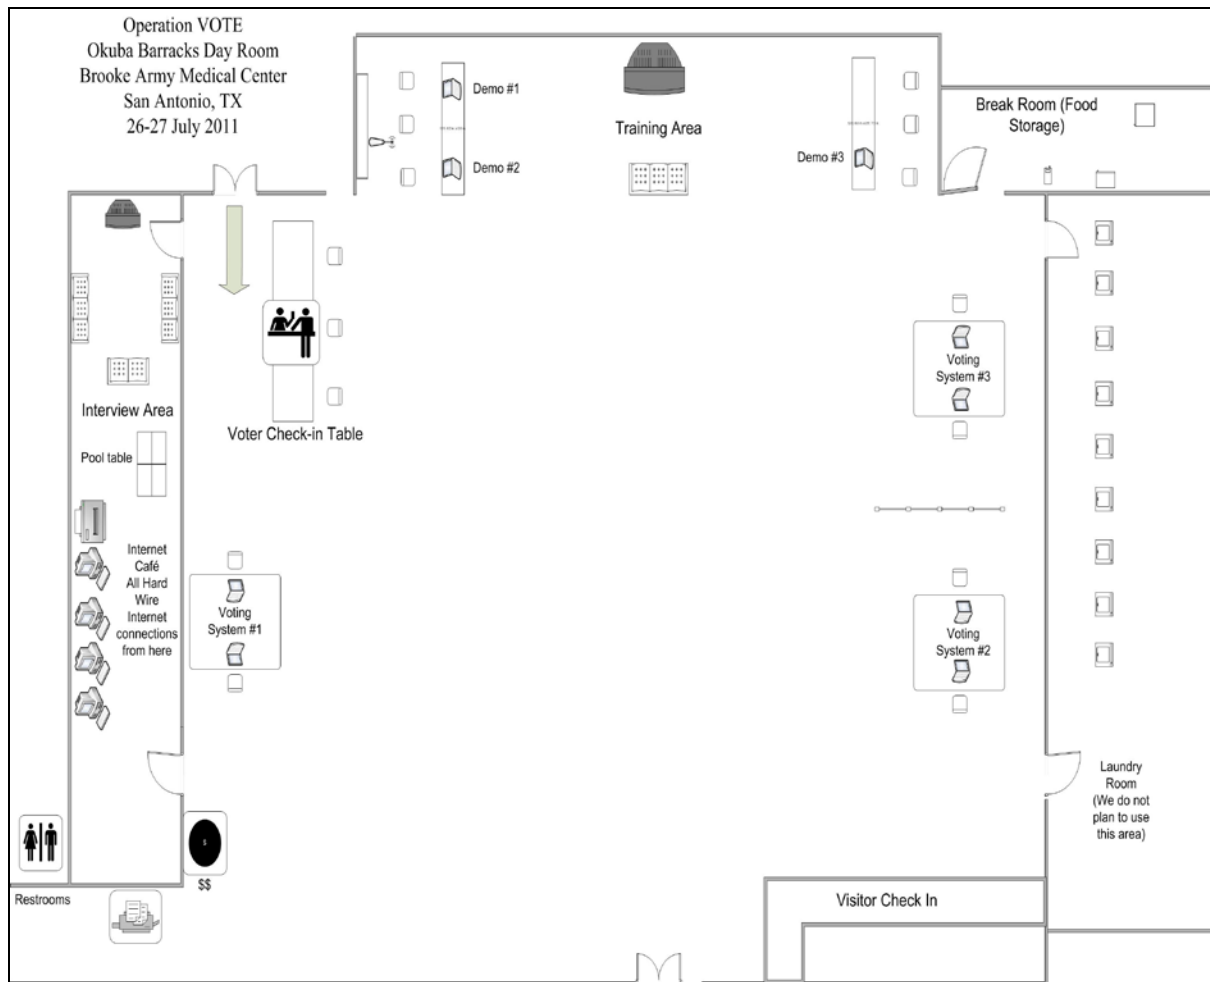 Operation VOTE
Okuba Barracks Day Room
Brooke Army Medical Center
San Antonio, TX
26-27 July 2011
Demo #1
Demo #2
Training Area
Demo #3
Break Room (Food
Storage)
Interview Area
Pool table
Voter Check-in Table
Voting
System #3
Internet
Café
All Hard
Wire
Internet
connections
from here
Voting
System #1
Voting
System #2
Laundry
Room
(We do not
plan to use
this area)
$$
Restrooms
Visitor Check In